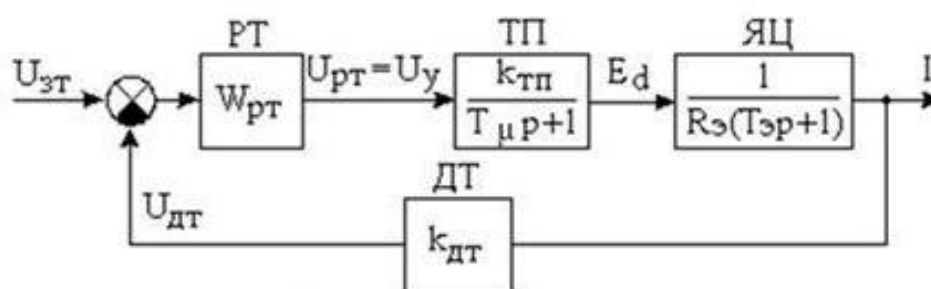 РТ
ТП
ЯЦ
Uзт
Wрт
Uрт=Uу
kтп
Tμp+1
Ed
1
Rэ(Tэp+1)
I
ДТ
Uдт
kдт